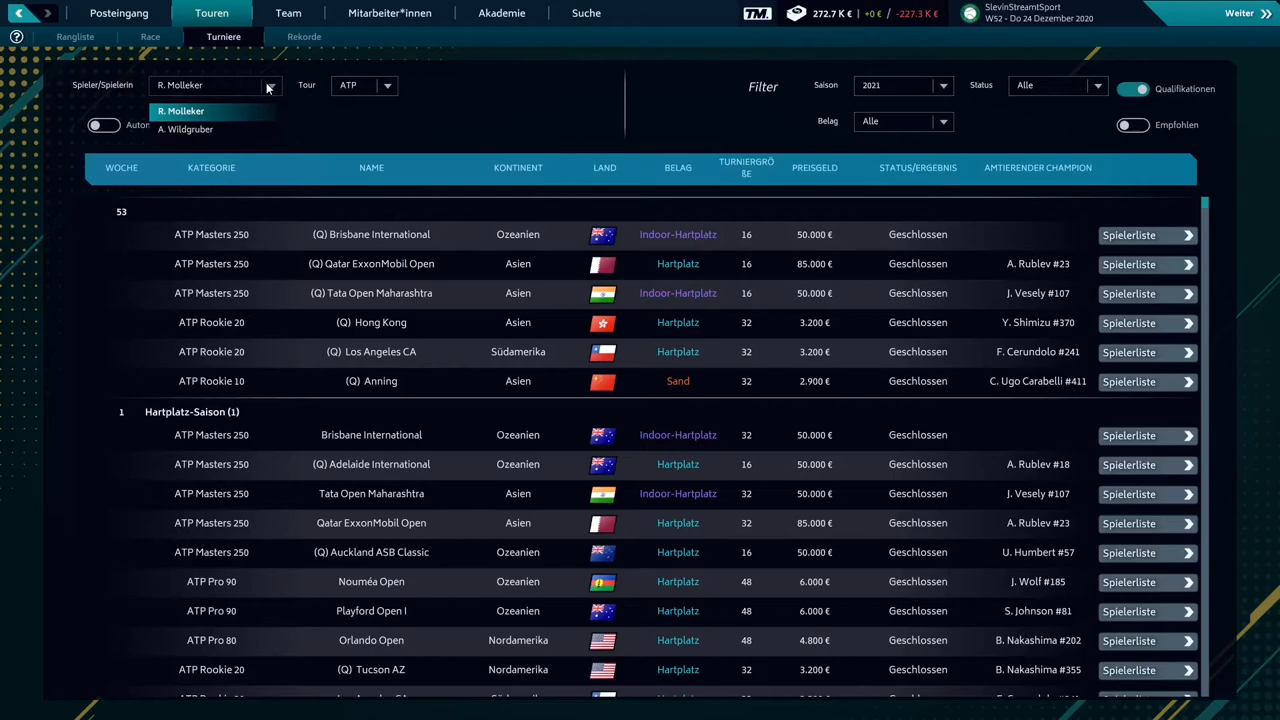 Posteingang Touren Team Mitarbeiter*innen Akademie Suche TM. 272.7 K € | +0 € / -227.3 K € SlevinStreamtSport
W52 - Do 24 Dezember 2020 Weiter
Rangliste Race Turniere Rekorde
Spieler/Spielerin R. Molleker Tour ATP Filter Saison 2021 Status Alle Qualifikationen
R. Molleker
A. Wildgruber
Belag Alle Empfohlen
WOCHE KATEGORIE NAME KONTINENT LAND BELAG TURNIERGRÖ
ßE PREISGELD STATUS/ERGEBNIS AMTIERENDER CHAMPION
53
ATP Masters 250 (Q) Brisbane International Ozeanien Indoor-Hartplatz 16 50.000 € Geschlossen Spielerliste
ATP Masters 250 (Q) Qatar ExxonMobil Open Asien Hartplatz 16 85.000 € Geschlossen A. Rublev #23 Spielerliste
ATP Masters 250 (Q) Tata Open Maharashtra Asien Indoor-Hartplatz 16 50.000 € Geschlossen J. Vesely #107 Spielerliste
ATP Rookie 20 (Q) Hong Kong Asien Hartplatz 32 3.200 € Geschlossen Y. Shimizu #370 Spielerliste
ATP Rookie 20 (Q) Los Angeles CA Südamerika Hartplatz 32 3.200 € Geschlossen F. Cerundolo #241 Spielerliste
ATP Rookie 10 (Q) Anning Asien Sand 32 2.900 € Geschlossen C. Ugo Carabelli #411 Spielerliste
1 Hartplatz-Saison (1)
ATP Masters 250 Brisbane International Ozeanien Indoor-Hartplatz 32 50.000 € Geschlossen Spielerliste
ATP Masters 250 (Q) Adelaide International Ozeanien Hartplatz 16 50.000 € Geschlossen A. Rublev #18 Spielerliste
ATP Masters 250 Tata Open Maharashtra Asien Indoor-Hartplatz 32 50.000 € Geschlossen J. Vesely #107 Spielerliste
ATP Masters 250 Qatar ExxonMobil Open Asien Hartplatz 32 85.000 € Geschlossen A. Rublev #23 Spielerliste
ATP Masters 250 (Q) Auckland ASB Classic Ozeanien Hartplatz 16 50.000 € Geschlossen U. Humbert #57 Spielerliste
ATP Pro 90 Nouméa Open Ozeanien Hartplatz 48 6.000 € Geschlossen J. Wolf #185 Spielerliste
ATP Pro 90 Playford Open I Ozeanien Hartplatz 48 6.000 € Geschlossen S. Johnson #81 Spielerliste
ATP Pro 80 Orlando Open Nordamerika Hartplatz 48 4.800 € Geschlossen B. Nakashima #202 Spielerliste
ATP Rookie 20 (Q) Tucson AZ Nordamerika Hartplatz 32 3.200 € Geschlossen B. Nakashima #355 Spielerliste